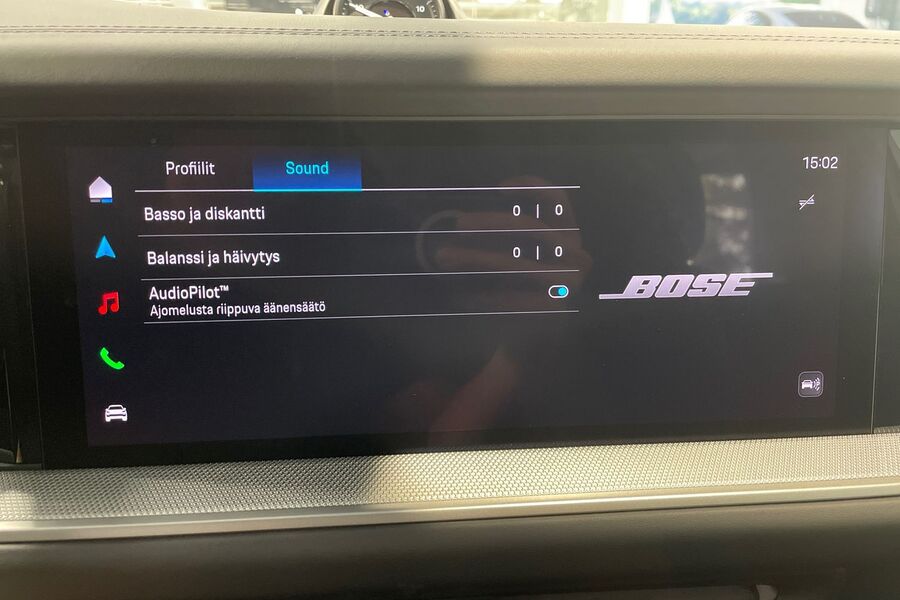 10
Profiilit
Sound
15:02
Basso ja diskantti 0 | 0
Balanssi ja häivytys 0 | 0
AudioPilot™
Ajomelusta riippuva äänensäätö
BOSE